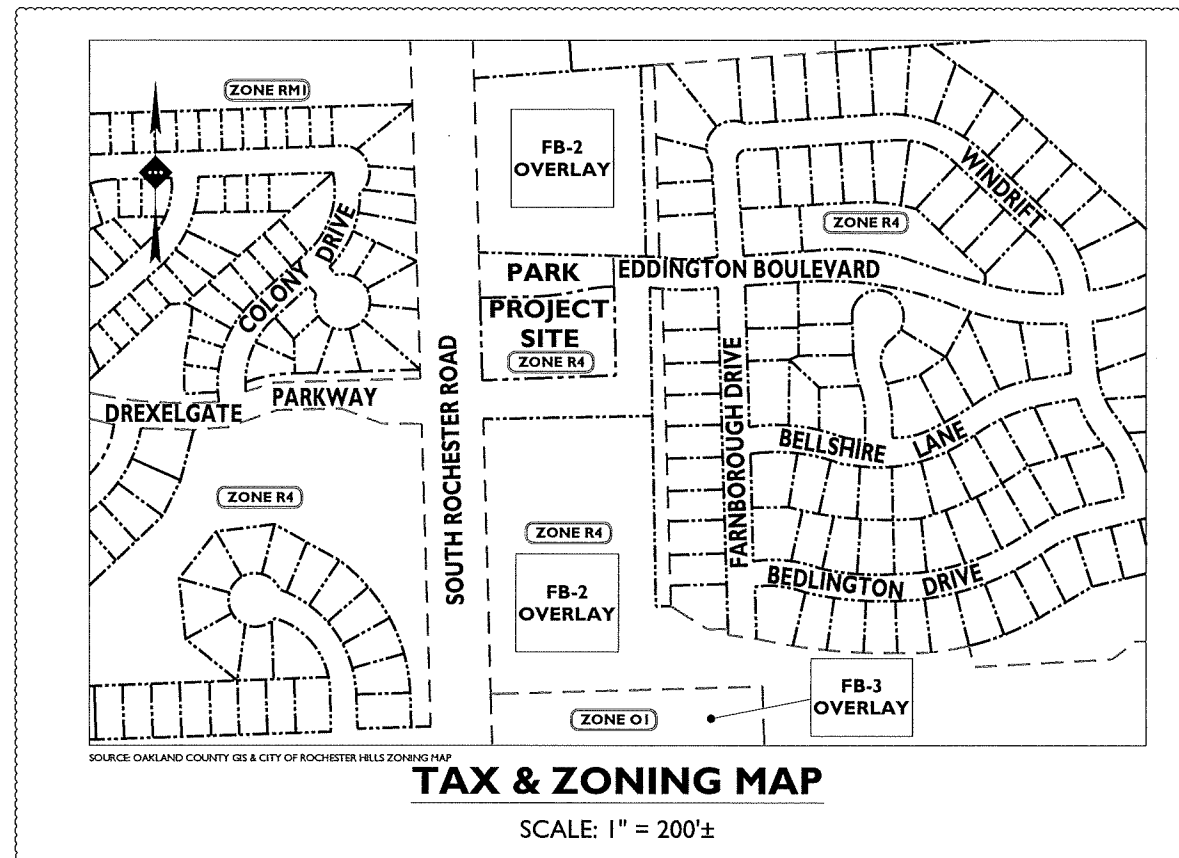 ZONE RM1
FB-2
OVERLAY
WINDRIFT
ZONE R4
COLONY DRIVE
PARK
EDDINGTON BOULEVARD
PROJECT
SITE
ZONE R4
DREXELGATE PARKWAY
SOUTH ROCHESTER ROAD
FARNBOROUGH DRIVE
BELLSHIRE LANE
ZONE R4
ZONE R4
BEDLINGTON DRIVE
FB-2
OVERLAY
FB-3
OVERLAY
ZONE O1
SOURCE: OAKLAND COUNTY GIS & CITY OF ROCHESTER HILLS ZONING MAP
TAX & ZONING MAP
SCALE: 1" = 200'±